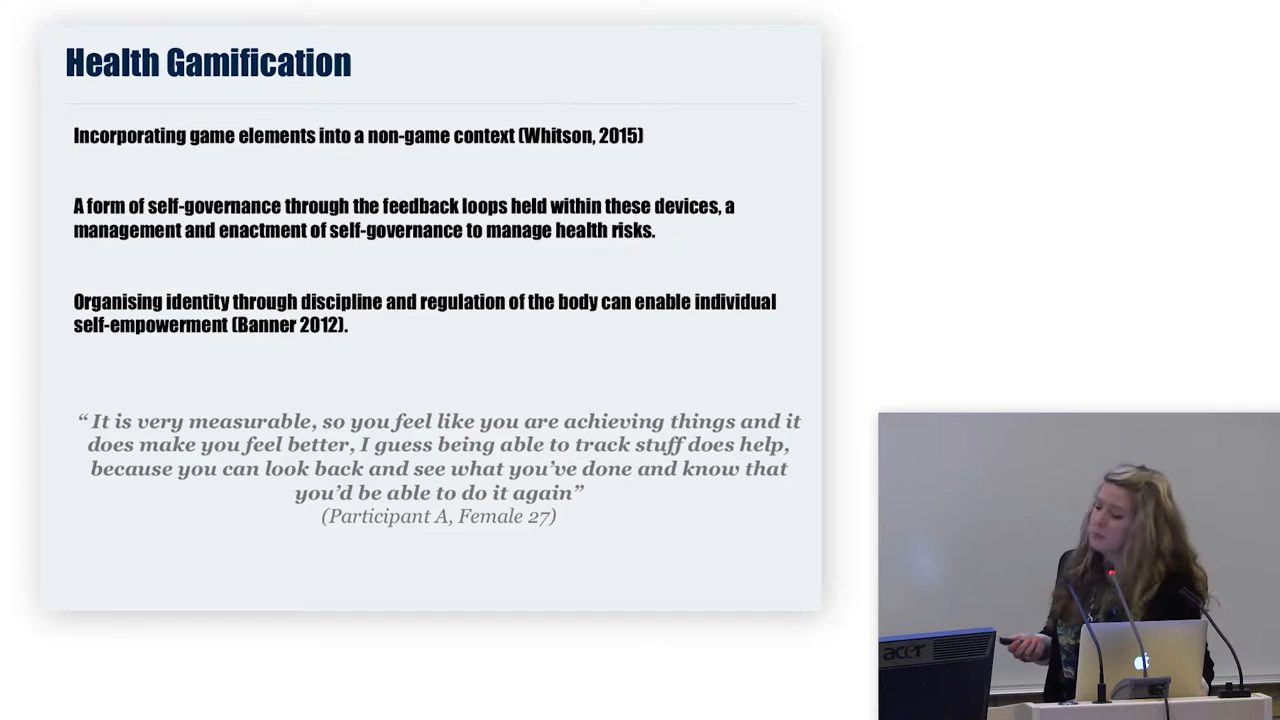 Health Gamification
Incorporating game elements into a non-game context (Whitson, 2015)
A form of self-governance through the feedback loops held within these devices, a
management and enactment of self-governance to manage health risks.
Organising identity through discipline and regulation of the body can enable individual
self-empowerment (Banner 2012).
“ It is very measurable, so you feel like you are achieving things and it
does make you feel better, I guess being able to track stuff does help,
because you can look back and see what you’ve done and know that
you’d be able to do it again”
(Participant A, Female 27)
acer